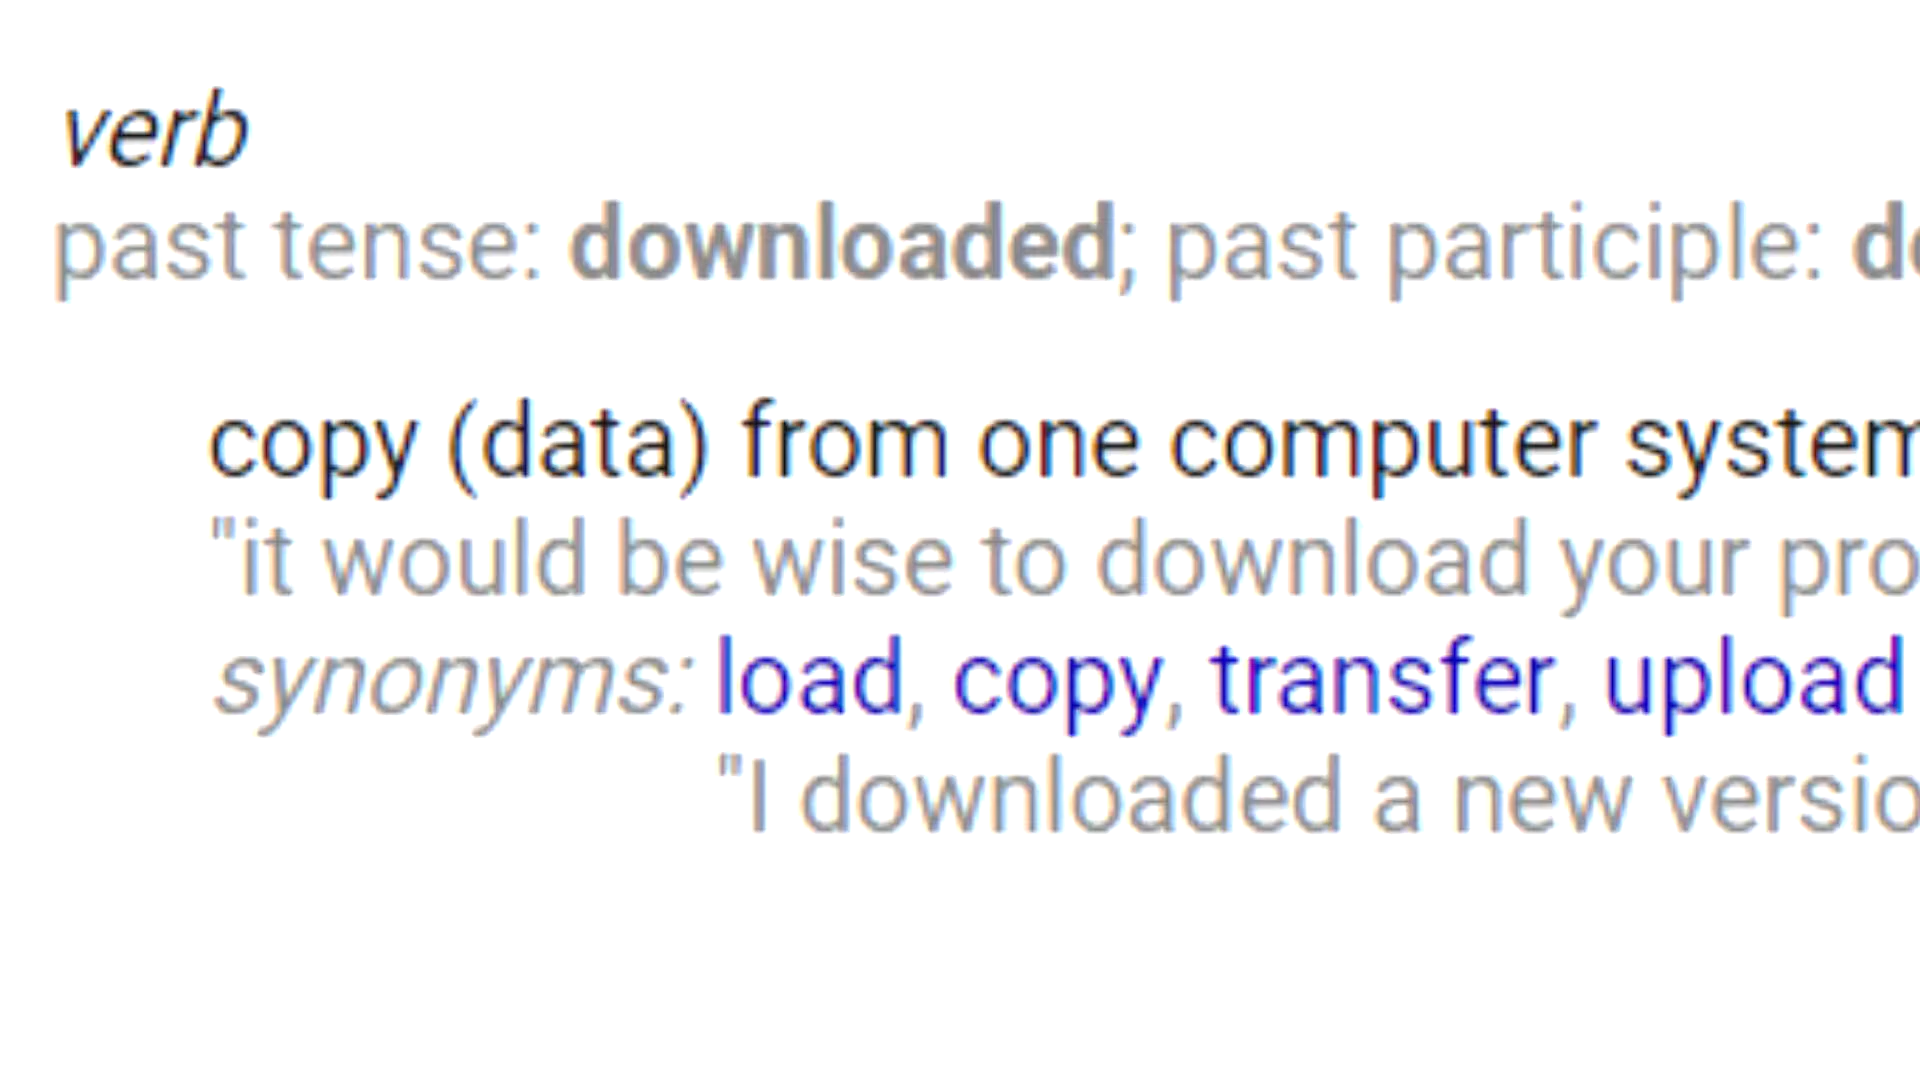 verb
past tense: downloaded; past participle:
copy (data) from one computer system
"it would be wise to download your
synonyms: load, copy, transfer, upload
"I downloaded a new